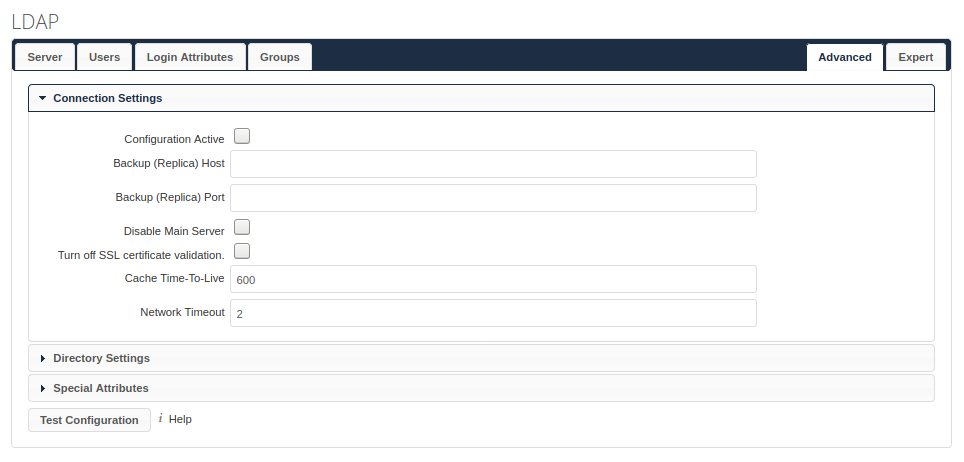 LDAP
Server Users Login Attributes Groups Advanced Expert
Connection Settings
Configuration Active
Backup (Replica) Host
Backup (Replica) Port
Disable Main Server
Turn off SSL certificate validation.
Cache Time-To-Live 600
Network Timeout 2
Directory Settings
Special Attributes
Test Configuration i Help